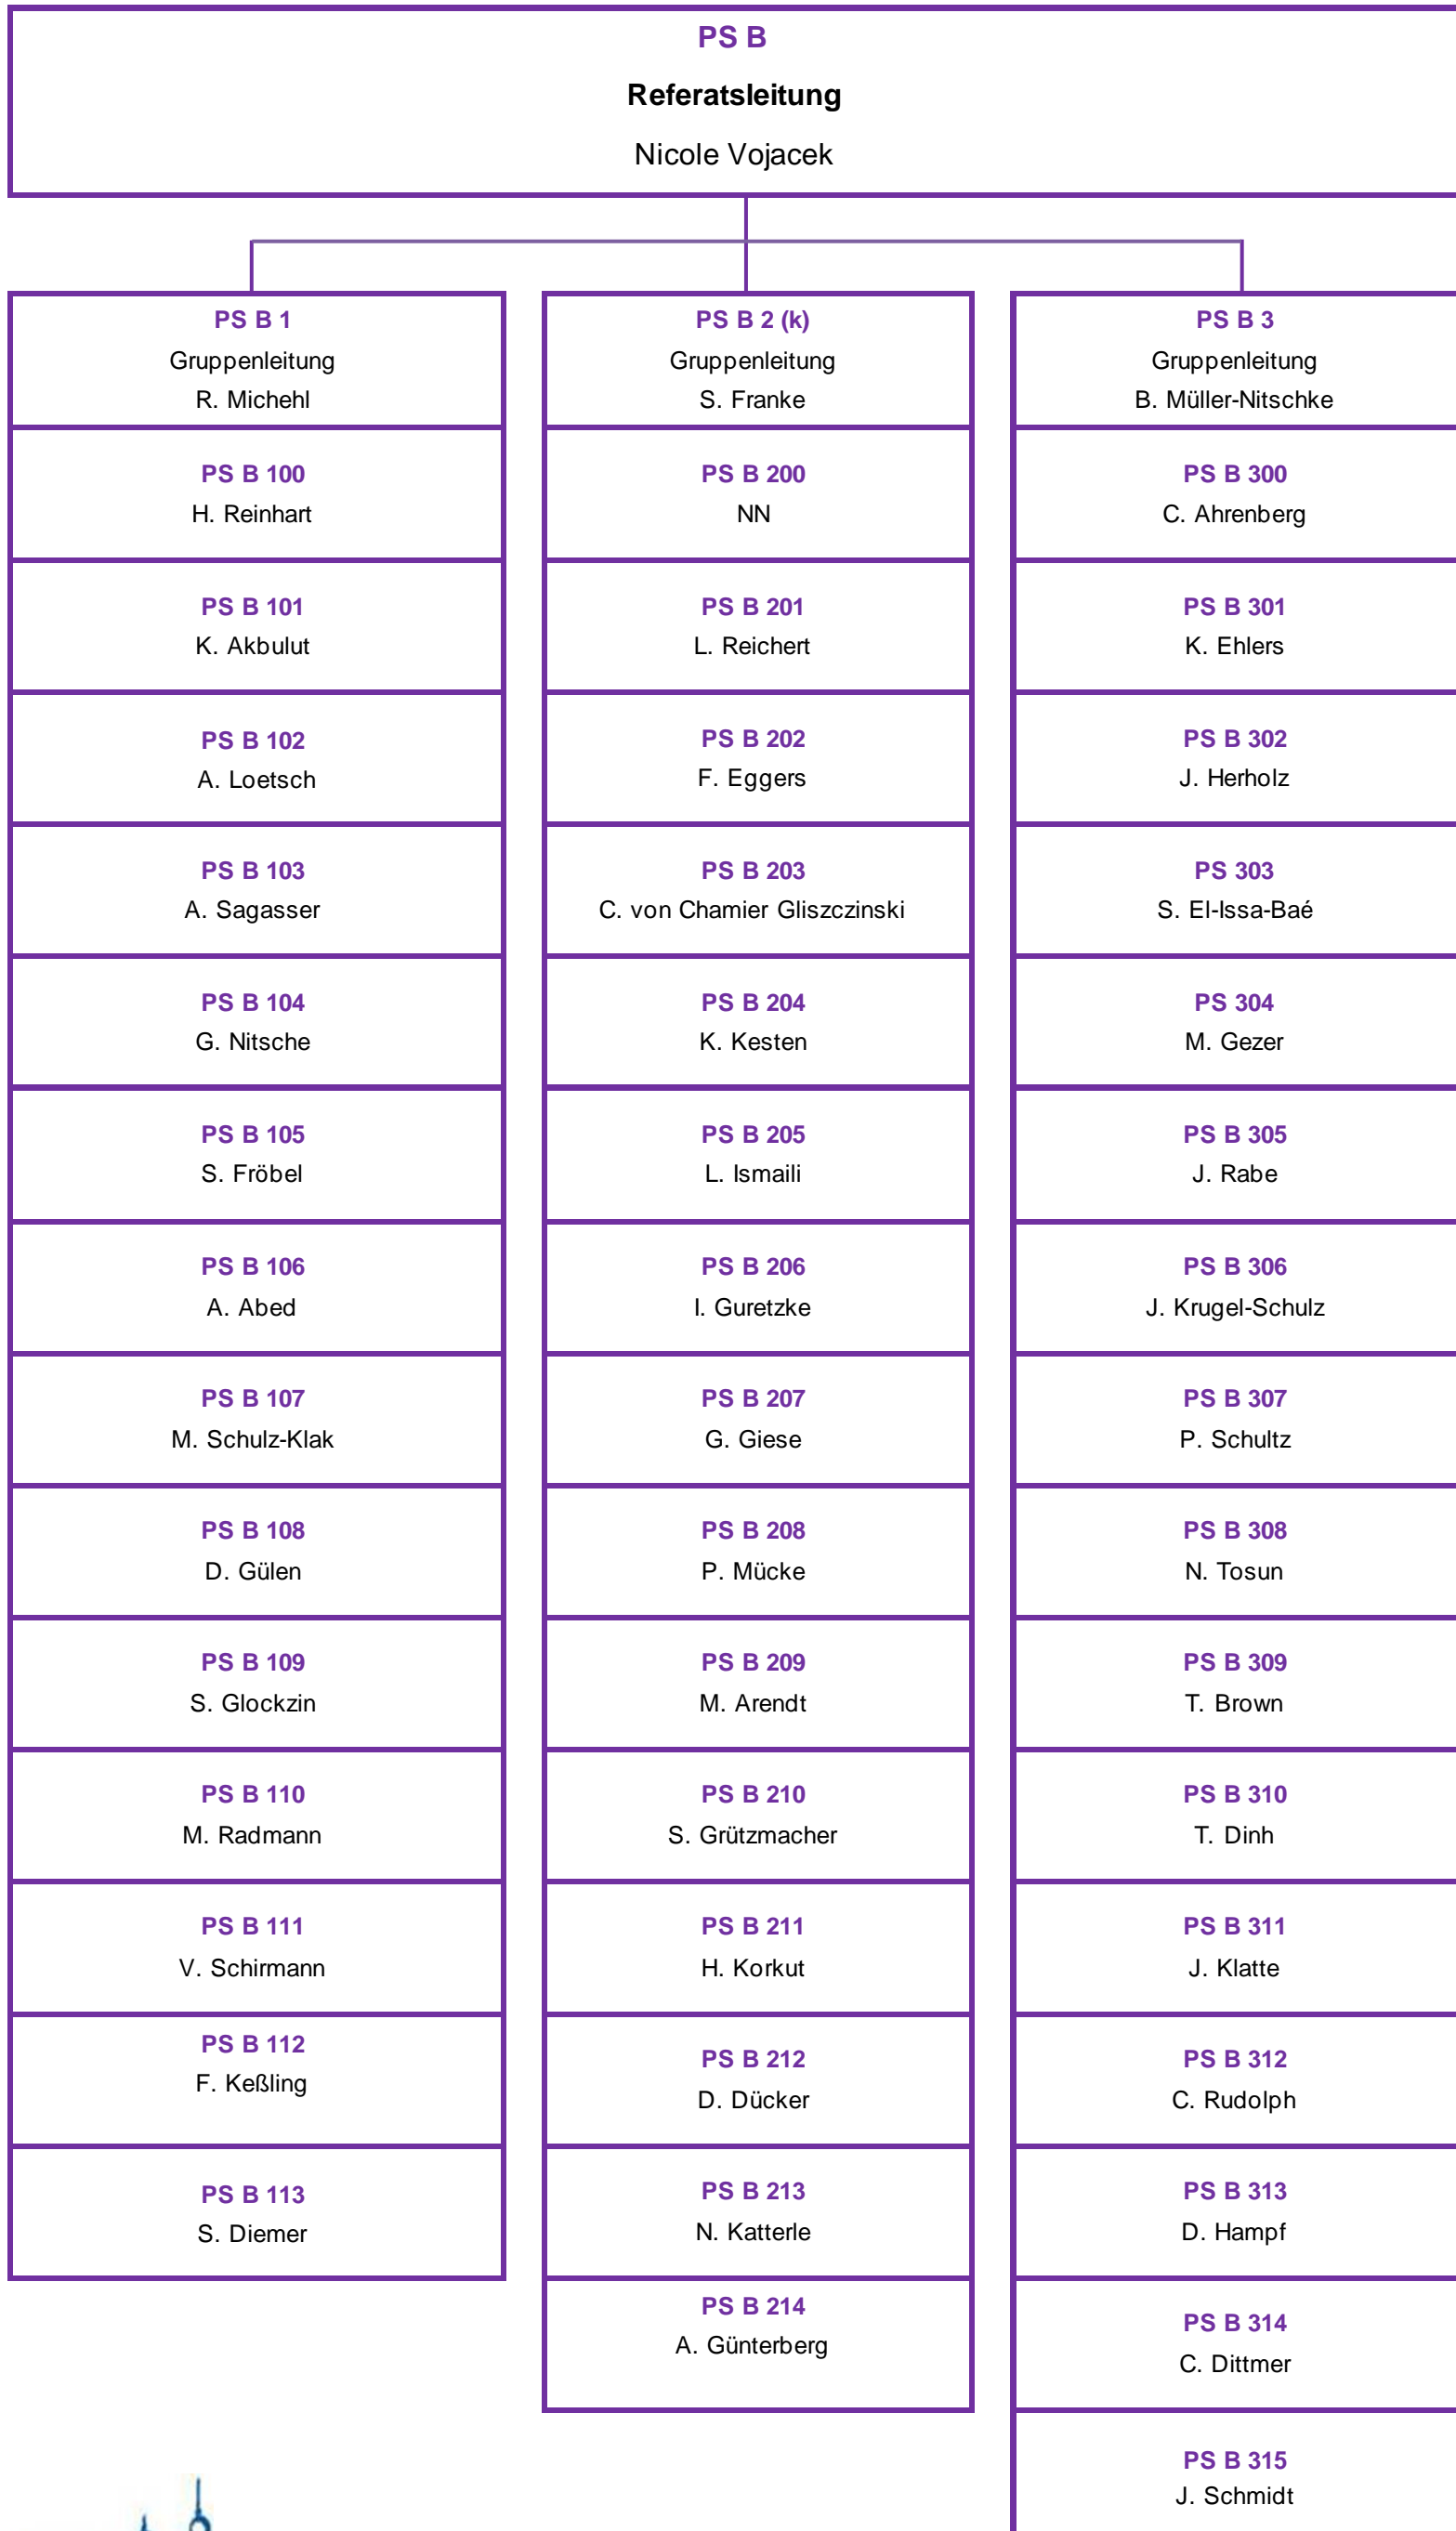 PS B
Referatsleitung
Nicole Vojacek
PS B 1
Gruppenleitung
R. Michehl
PS B 100
H. Reinhart
PS B 101
K. Akbulut
PS B 102
A. Loetsch
PS B 103
A. Sagasser
PS B 104
G. Nitsche
PS B 105
S. Fröbel
PS B 106
A. Abed
PS B 107
M. Schulz-Klak
PS B 108
D. Gülen
PS B 109
S. Glockzin
PS B 110
M. Radmann
PS B 111
V. Schirmann
PS B 112
F. Keßling
PS B 113
S. Diemer
PS B 2 (k)
Gruppenleitung
S. Franke
PS B 200
NN
PS B 201
L. Reichert
PS B 202
F. Eggers
PS B 203
C. von Chamier Gliszczinski
PS B 204
K. Kesten
PS B 205
L. Ismaili
PS B 206
I. Guretzke
PS B 207
G. Giese
PS B 208
P. Mücke
PS B 209
M. Arendt
PS B 210
S. Grützmacher
PS B 211
H. Korkut
PS B 212
D. Dücker
PS B 213
N. Katterle
PS B 214
A. Günterberg
PS B 3
Gruppenleitung
B. Müller-Nitschke
PS B 300
C. Ahrenberg
PS B 301
K. Ehlers
PS B 302
J. Herholz
PS 303
S. El-Issa-Baé
PS 304
M. Gezer
PS B 305
J. Rabe
PS B 306
J. Krugel-Schulz
PS B 307
P. Schultz
PS B 308
N. Tosun
PS B 309
T. Brown
PS B 310
T. Dinh
PS B 311
J. Klatte
PS B 312
C. Rudolph
PS B 313
D. Hampf
PS B 314
C. Dittmer
PS B 315
J. Schmidt